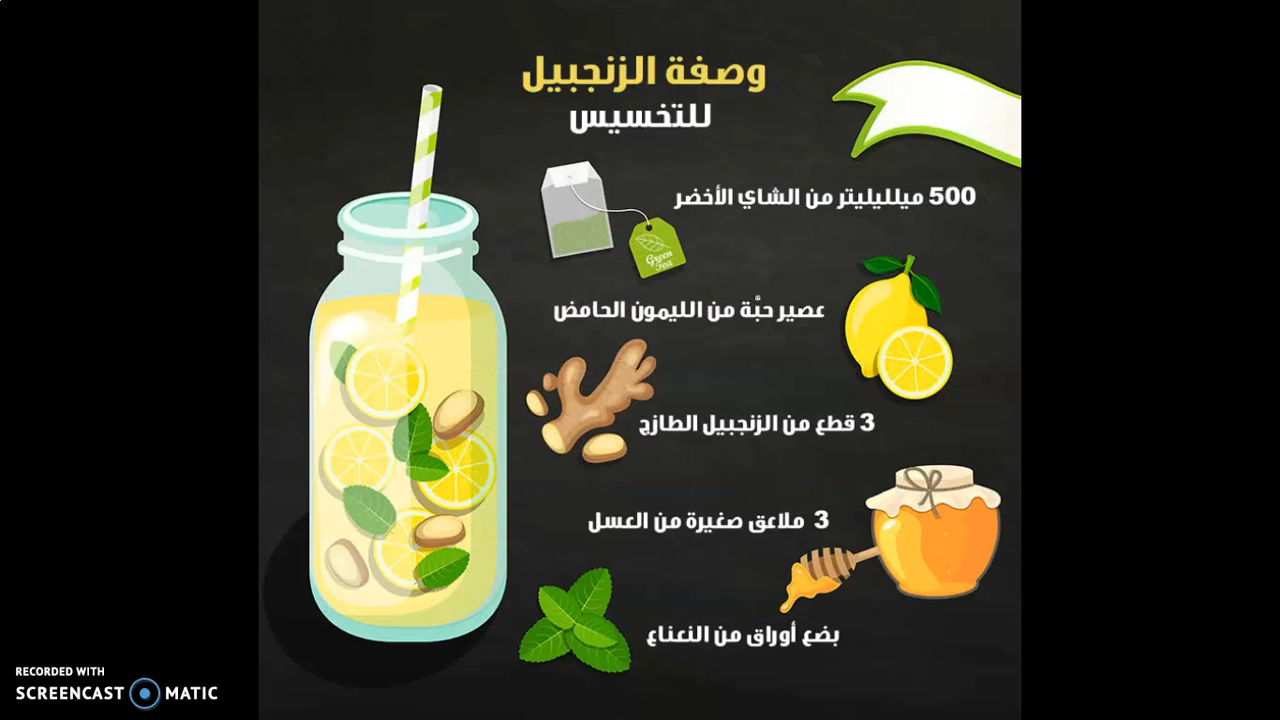 وصفة الزنجبيل
للتخسيس
500 ميلليليتر من الشاي الأخضر
Green
Tea
عصير حبَّة من الليمون الحامض
3 قطع من الزنجبيل الطازج
3 ملاعق صغيرة من العسل
بضع أوراق من النعناع
RECORDED WITH
SCREENCAST MATIC